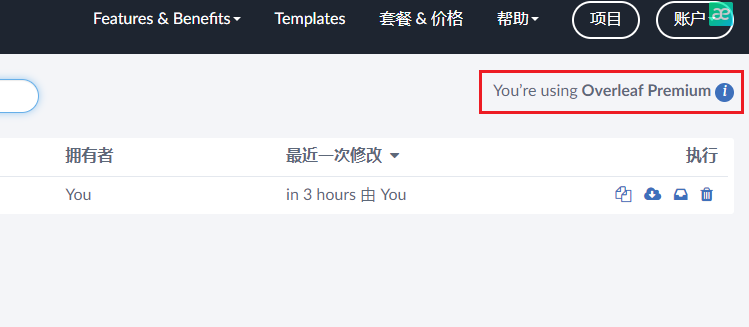 Features & Benefits Templates 套餐 & 价格 帮助 项目 账户 æ
You're using Overleaf Premium i
拥有者 最近一次修改 执行
You in 3 hours 由 You